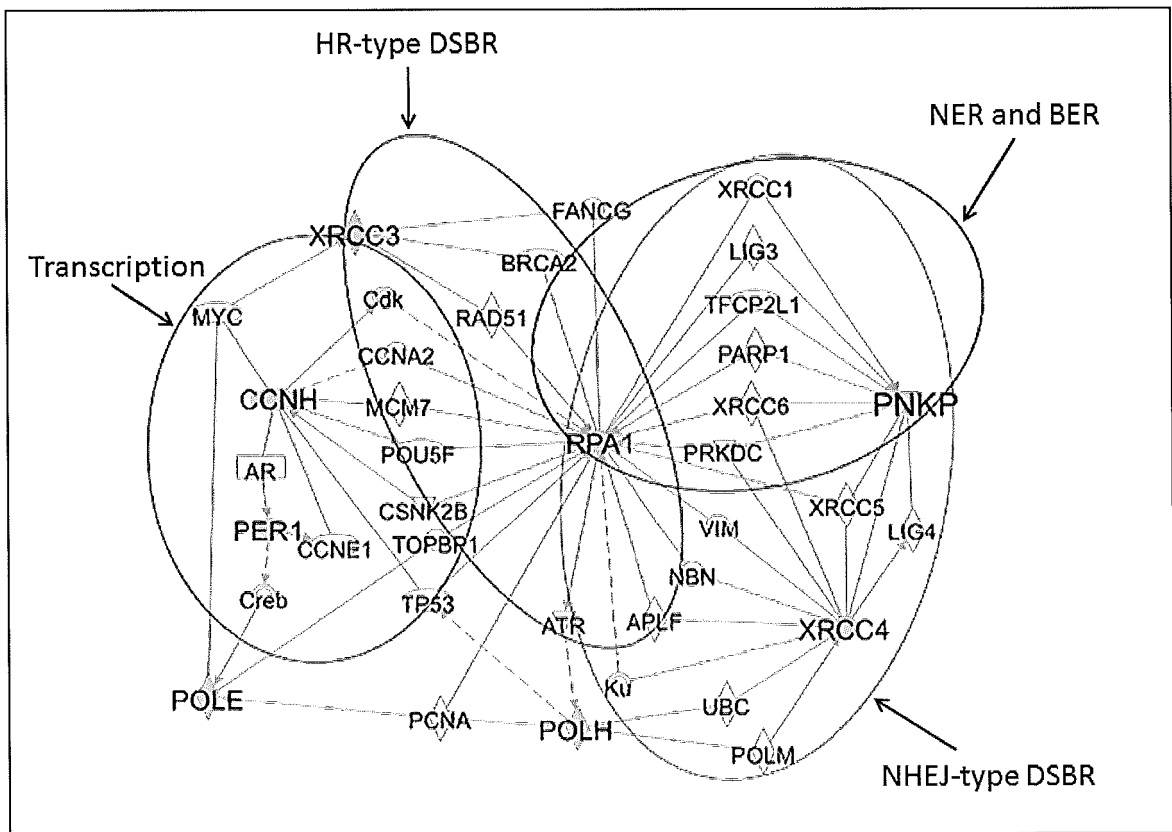 HR-type DSBR
NER and BER
Transcription
NHEJ-type DSBR
XRCC1
FANCG
XRCC3
LIG3
BRCA2
Cdk
TFCP2L1
MYC
RAD51
CCNA2
PARP1
CCNH
MCM7
XRCC6
PNKP
RPA1
POU5F
PRKDC
AR
CSNK2B
XRCC5
PER1
VIM
LIG4
TOPBR1
CCNE1
NBN
Creb
TP53
ATR
APLF
XRCC4
Ku
POLE
UBC
PCNA
POLH
POLM